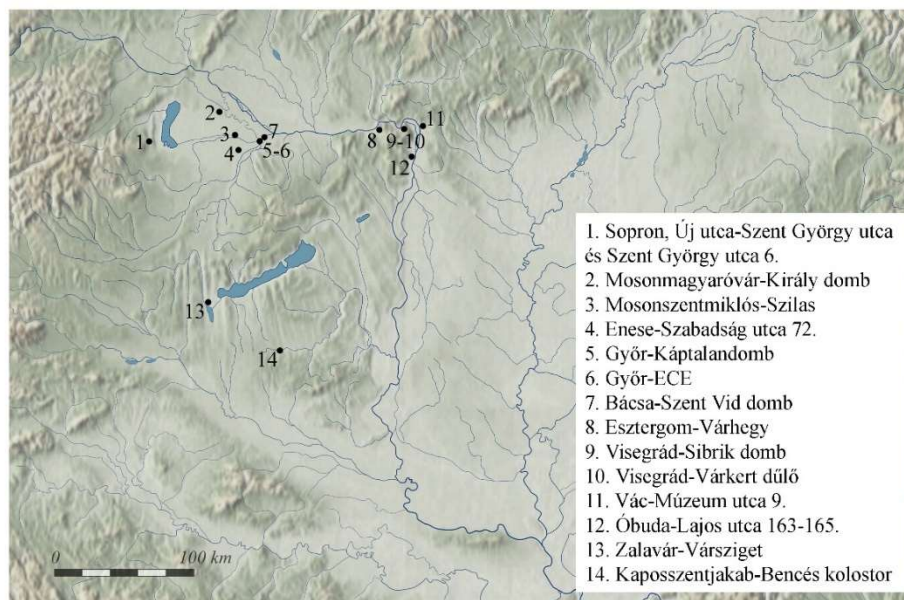 2
11
1
3
7
8
9-10
4
5-6
12
13
14
0 100 km
1. Sopron, Új utca-Szent György utca
és Szent György utca 6.
2. Mosonmagyaróvár-Király domb
3. Mosonszentmiklós-Szilas
4. Enese-Szabadság utca 72.
5. Győr-Káptalandomb
6. Győr-ECE
7. Bácsa-Szent Vid domb
8. Esztergom-Várhegy
9. Visegrád-Sibrik domb
10. Visegrád-Várkert dűlő
11. Vác-Múzeum utca 9.
12. Óbuda-Lajos utca 163-165.
13. Zalavár-Vársziget
14. Kaposszentjakab-Bencés kolostor